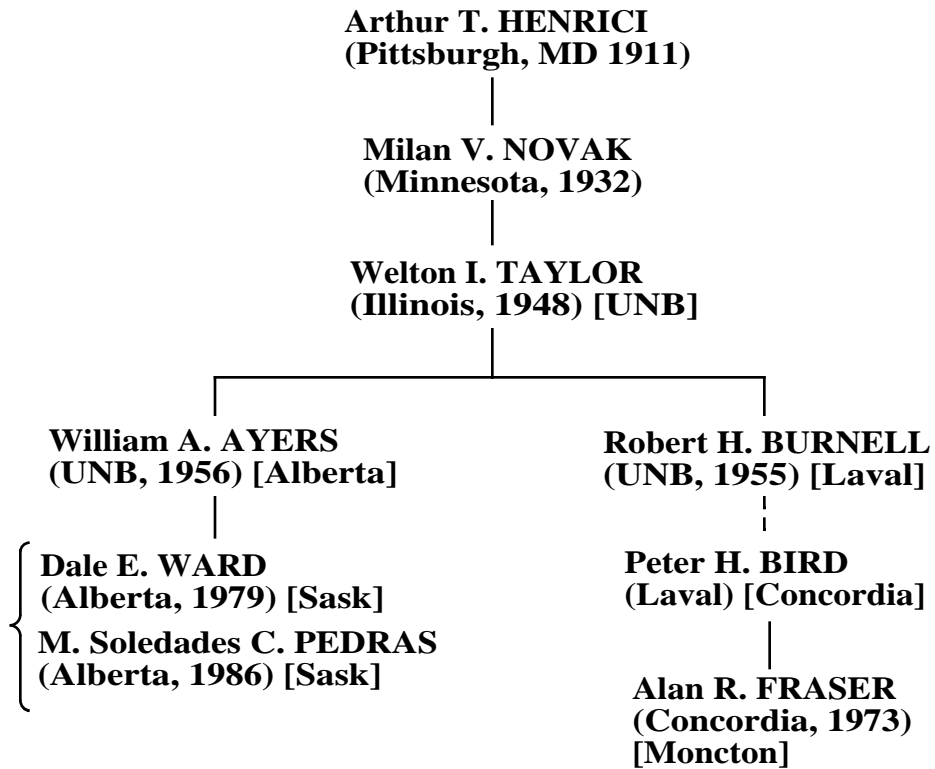 Arthur T. HENRICI
(Pittsburgh, MD 1911)
Milan V. NOVAK
(Minnesota, 1932)
Welton I. TAYLOR
(Illinois, 1948) [UNB]
William A. AYERS
(UNB, 1956) [Alberta]
Robert H. BURNELL
(UNB, 1955) [Laval]
Dale E. WARD
(Alberta, 1979) [Sask]
M. Soledades C. PEDRAS
(Alberta, 1986) [Sask]
Peter H. BIRD
(Laval) [Concordia]
Alan R. FRASER
(Concordia, 1973)
[Moncton]